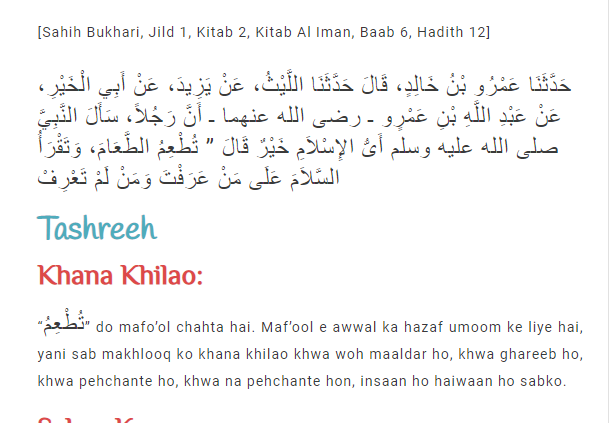 [Sahih Bukhari, Jild 1, Kitab 2, Kitab Al Iman, Baab 6, Hadith 12]
حَدَّثَنَا عَمْرُو بْنُ خَالِدٍ، قَالَ حَدَّثَنَا اللَّيْثُ، عَنْ يَزِيدَ، عَنْ أَبِي الْخَيْرِ،
عَنْ عَبْدِ اللَّهِ بْنِ عَمْرٍو ـ رضى الله عنهما ـ أَنَّ رَجُلاً، سَأَلَ النَّبِيَّ
صلى الله عليه وسلم أَىُّ الإِسْلاَمِ خَيْرٌ قَالَ ‏"‏ تُطْعِمُ الطَّعَامَ، وَتَقْرَأُ
السَّلاَمَ عَلَى مَنْ عَرَفْتَ وَمَنْ لَمْ تَعْرِفْ
Tashreeh
Khana Khilao:
“تُطْعِمُ” do mafo’ol chahta hai. Maf’ool e awwal ka hazaf umoom ke liye hai,
yani sab makhlooq ko khana khilao khwa woh maaldar ho, khwa ghareeb ho,
khwa pehchante ho, khwa na pehchante hon, insaan ho haiwaan ho sabko.